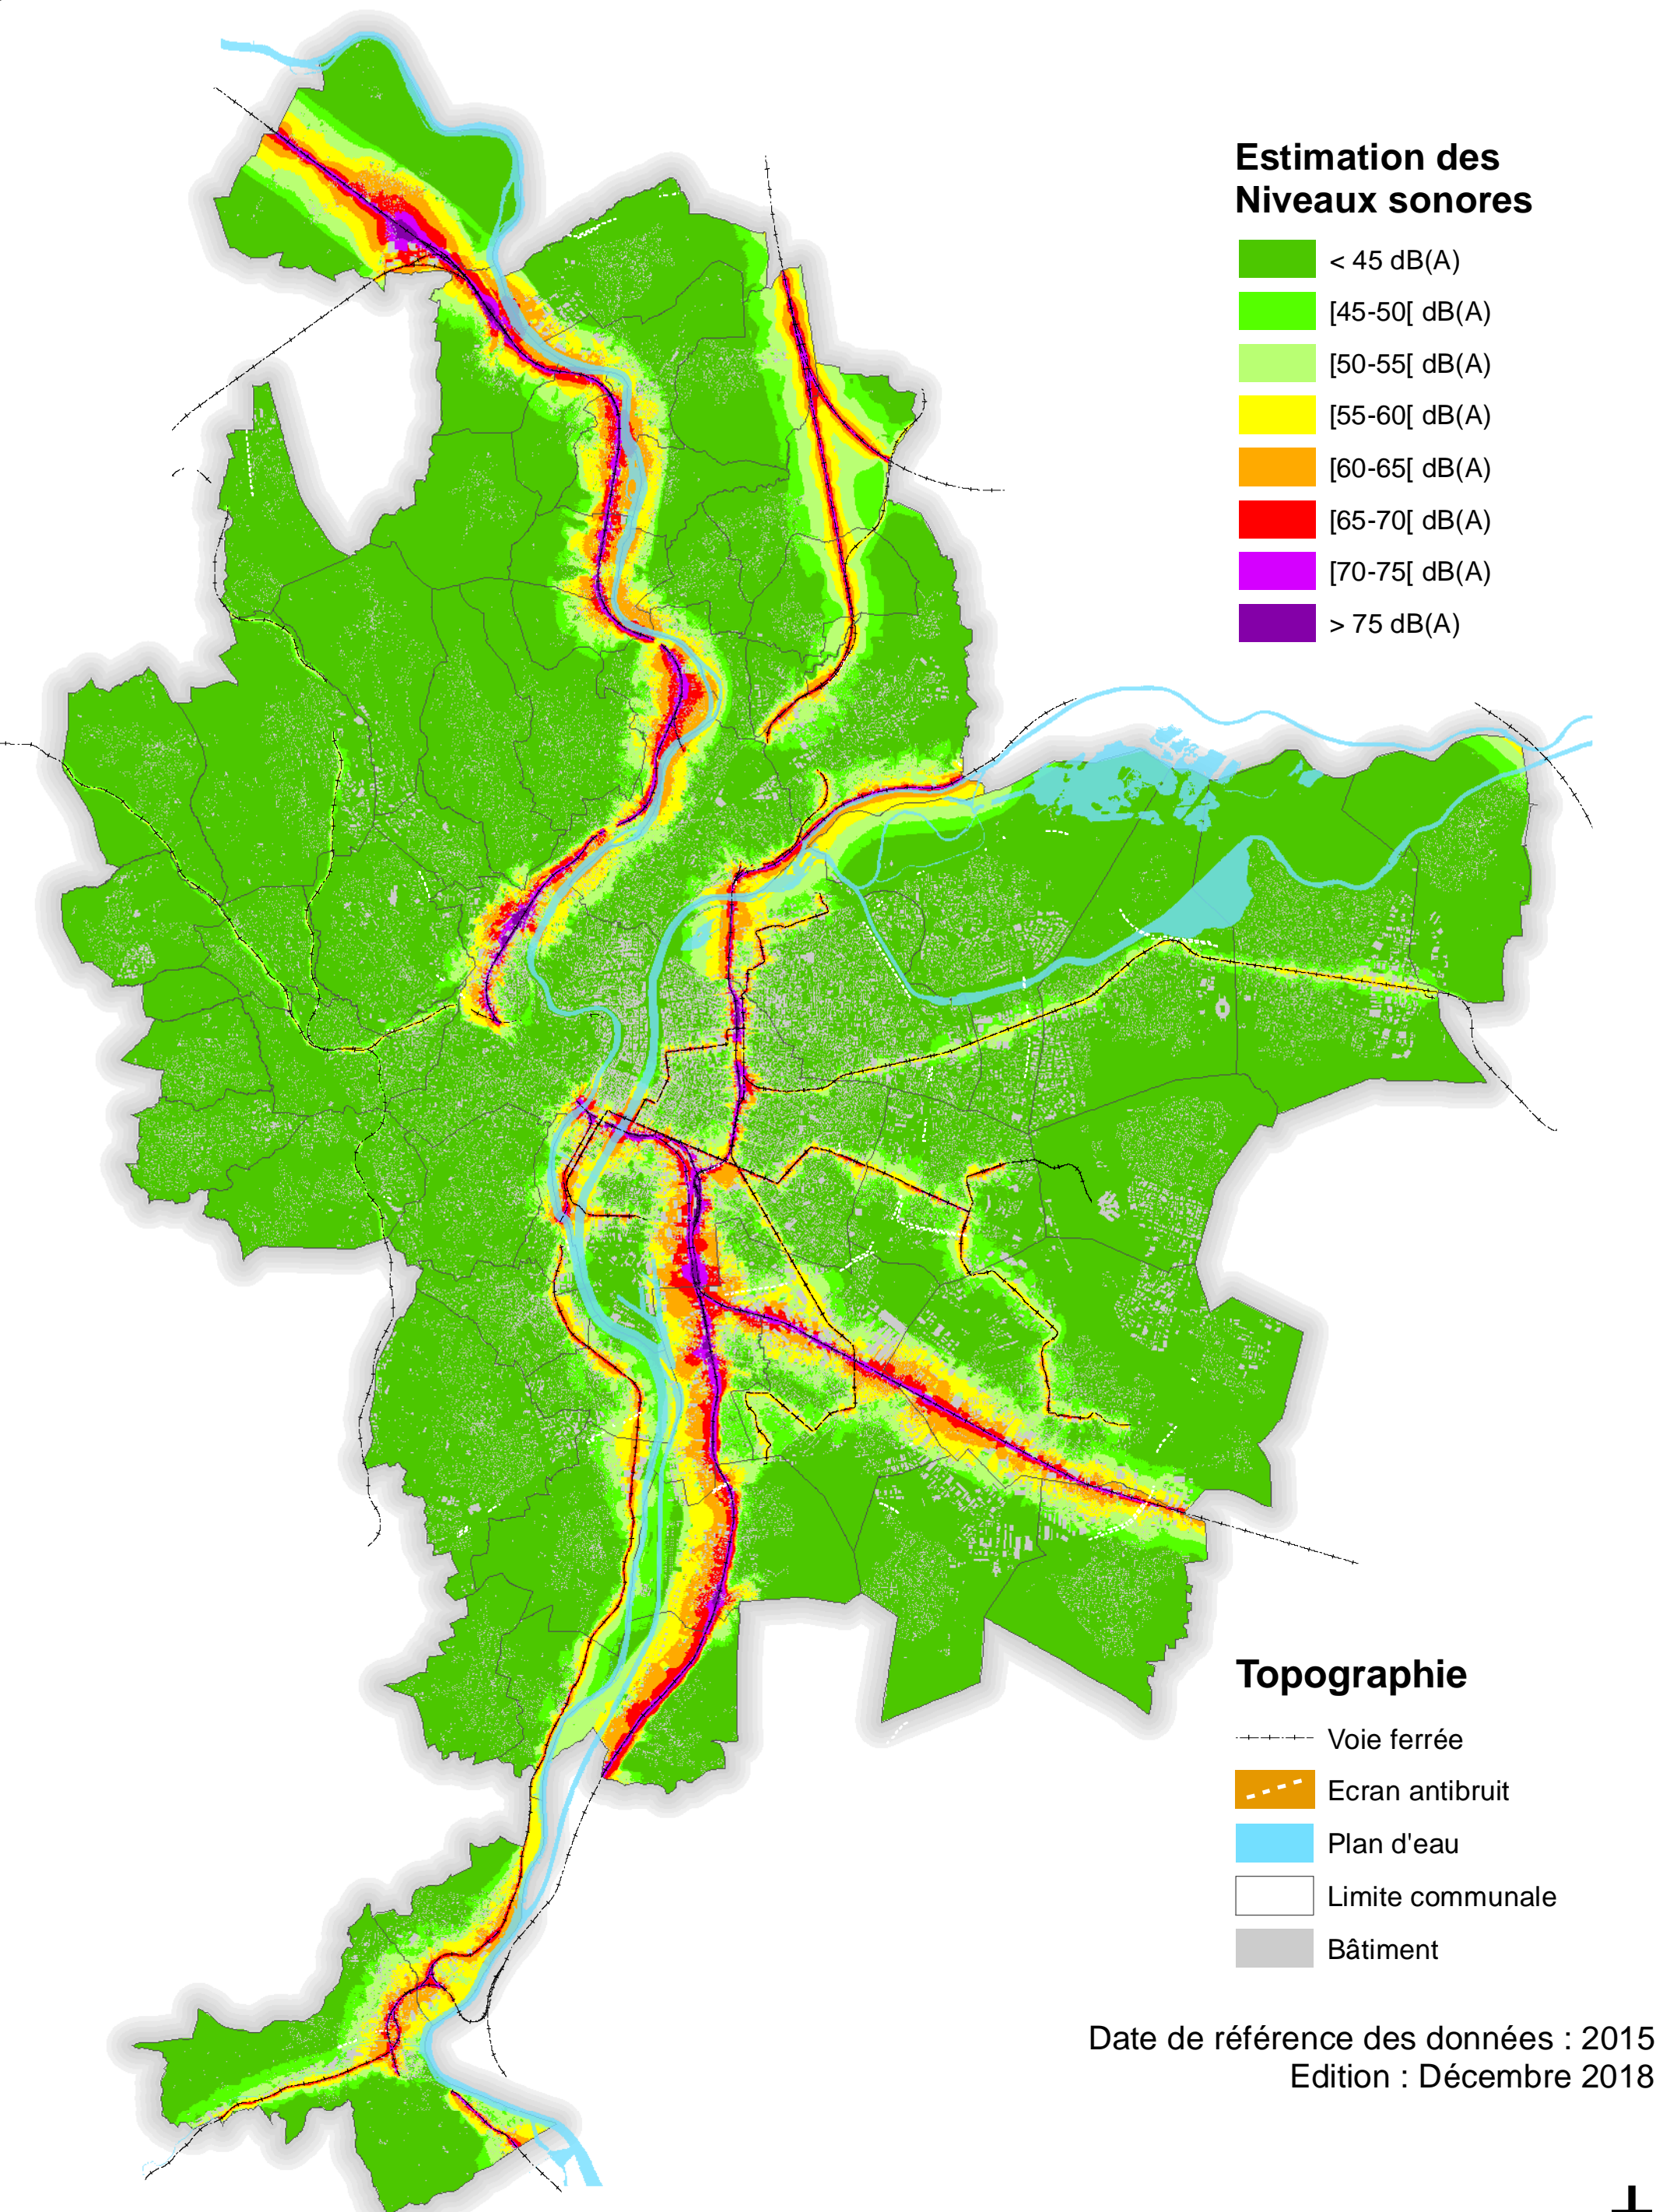 Estimation des
Niveaux sonores
< 45 dB(A)
[45-50[ dB(A)
[50-55[ dB(A)
[55-60[ dB(A)
[60-65[ dB(A)
[65-70[ dB(A)
[70-75[ dB(A)
> 75 dB(A)
Topographie
Voie ferrée
Ecran antibruit
Plan d'eau
Limite communale
Bâtiment
Date de référence des données : 2015
Edition : Décembre 2018